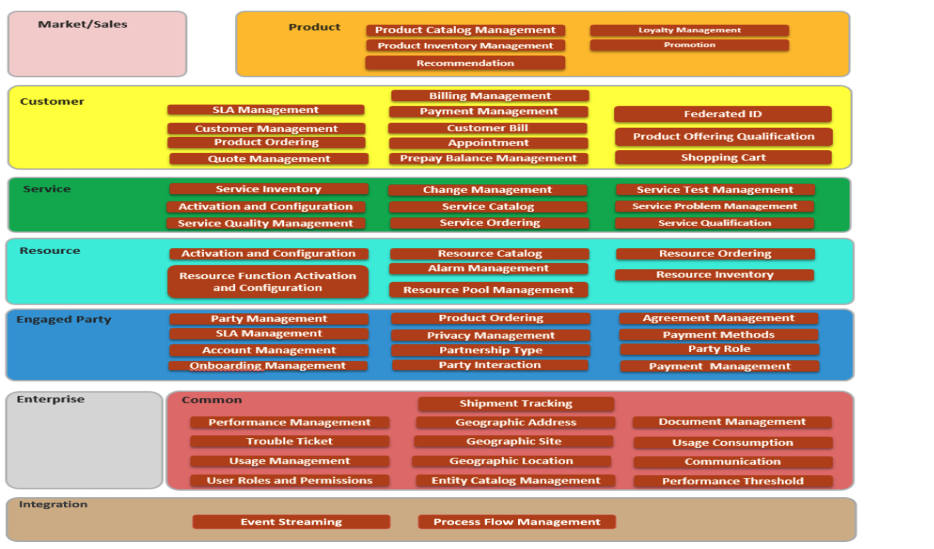 Market/Sales
Product
Product Catalog Management
Loyalty Management
Product Inventory Management
Promotion
Recommendation
Customer
Billing Management
SLA Management
Payment Management
Federated ID
Customer Management
Customer Bill
Product Offering Qualification
Product Ordering
Appointment
Quote Management
Prepay Balance Management
Shopping Cart
Service
Service Inventory
Change Management
Service Test Management
Activation and Configuration
Service Catalog
Service Problem Management
Service Quality Management
Service Ordering
Service Qualification
Resource
Activation and Configuration
Resource Catalog
Resource Ordering
Resource Function Activation
and Configuration
Alarm Management
Resource Inventory
Resource Pool Management
Engaged Party
Party Management
Product Ordering
Agreement Management
SLA Management
Privacy Management
Payment Methods
Account Management
Partnership Type
Party Role
Onboarding Management
Party Interaction
Payment Management
Enterprise
Common
Shipment Tracking
Performance Management
Geographic Address
Document Management
Trouble Ticket
Geographic Site
Usage Consumption
Usage Management
Geographic Location
Communication
User Roles and Permissions
Entity Catalog Management
Performance Threshold
Integration
Event Streaming
Process Flow Management